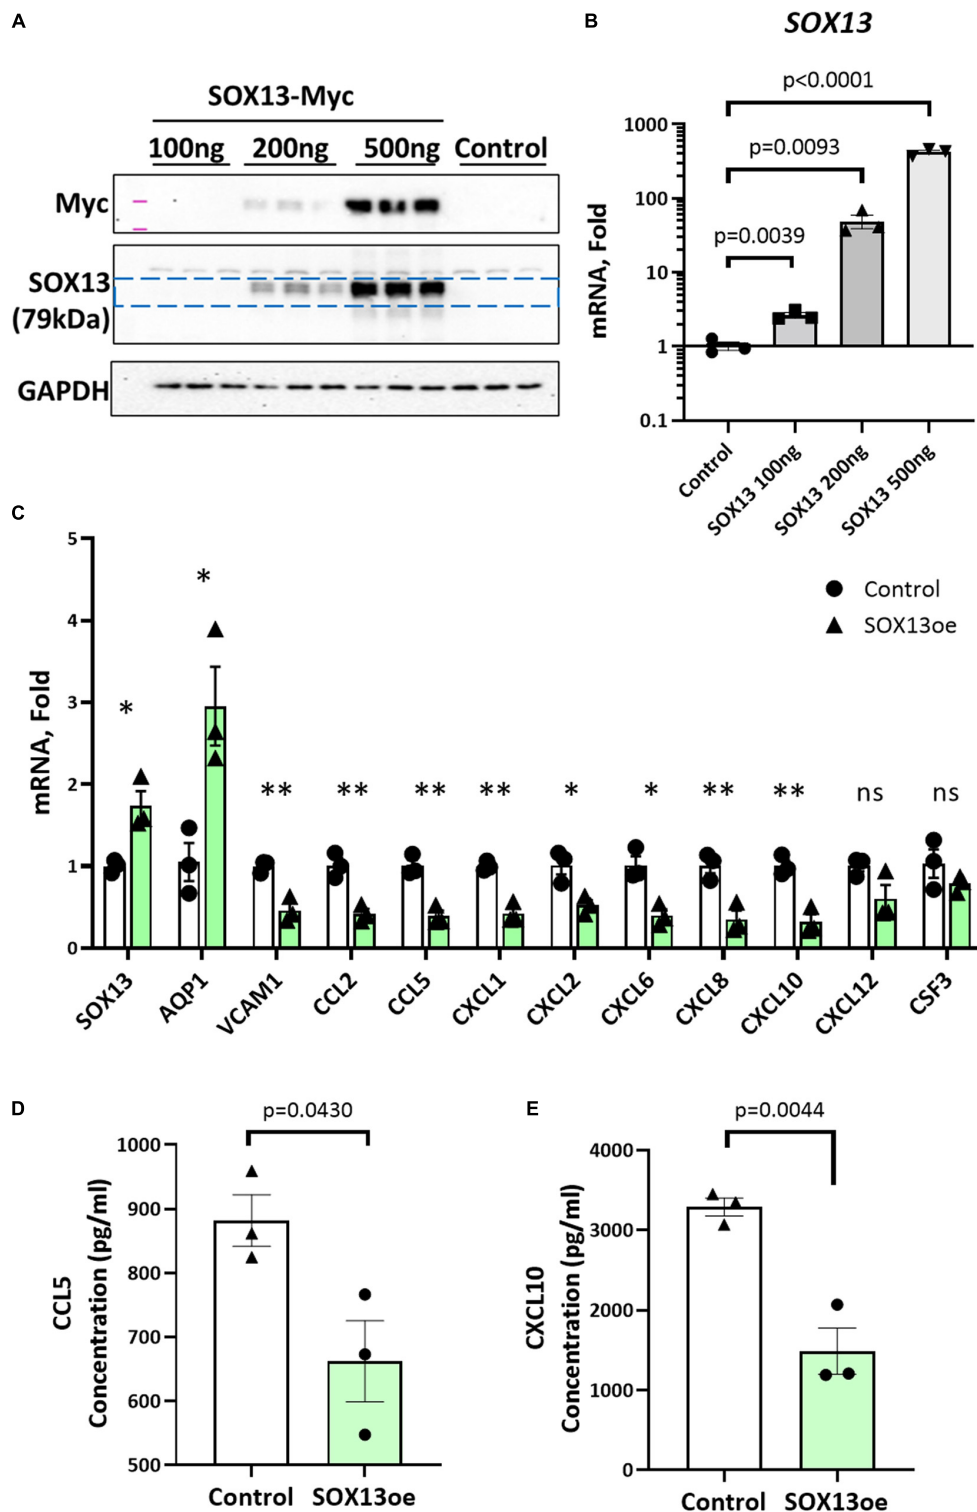 A
SOX13-Myc
100ng 200ng 500ng Control
Myc
SOX13
(79kDa)
GAPDH
B
SOX13
p<0.0001
p=0.0093
p=0.0039
mRNA, Fold
1000
100
10
1
0.1
Control
SOX13 100ng
SOX13 200ng
SOX13 500ng
C
mRNA, Fold
5
4
3
2
1
0
Control
SOX13oe
* * ** ** ** ** * * ** ** ns ns
SOX13
AQP1
VCAM1
CCL2
CCL5
CXCL1
CXCL2
CXCL6
CXCL8
CXCL10
CXCL12
CSF3
D
p=0.0430
CCL5
Concentration (pg/ml)
1000
900
800
700
600
500
Control SOX13oe
E
p=0.0044
CXCL10
Concentration (pg/ml)
4000
3000
2000
1000
0
Control SOX13oe